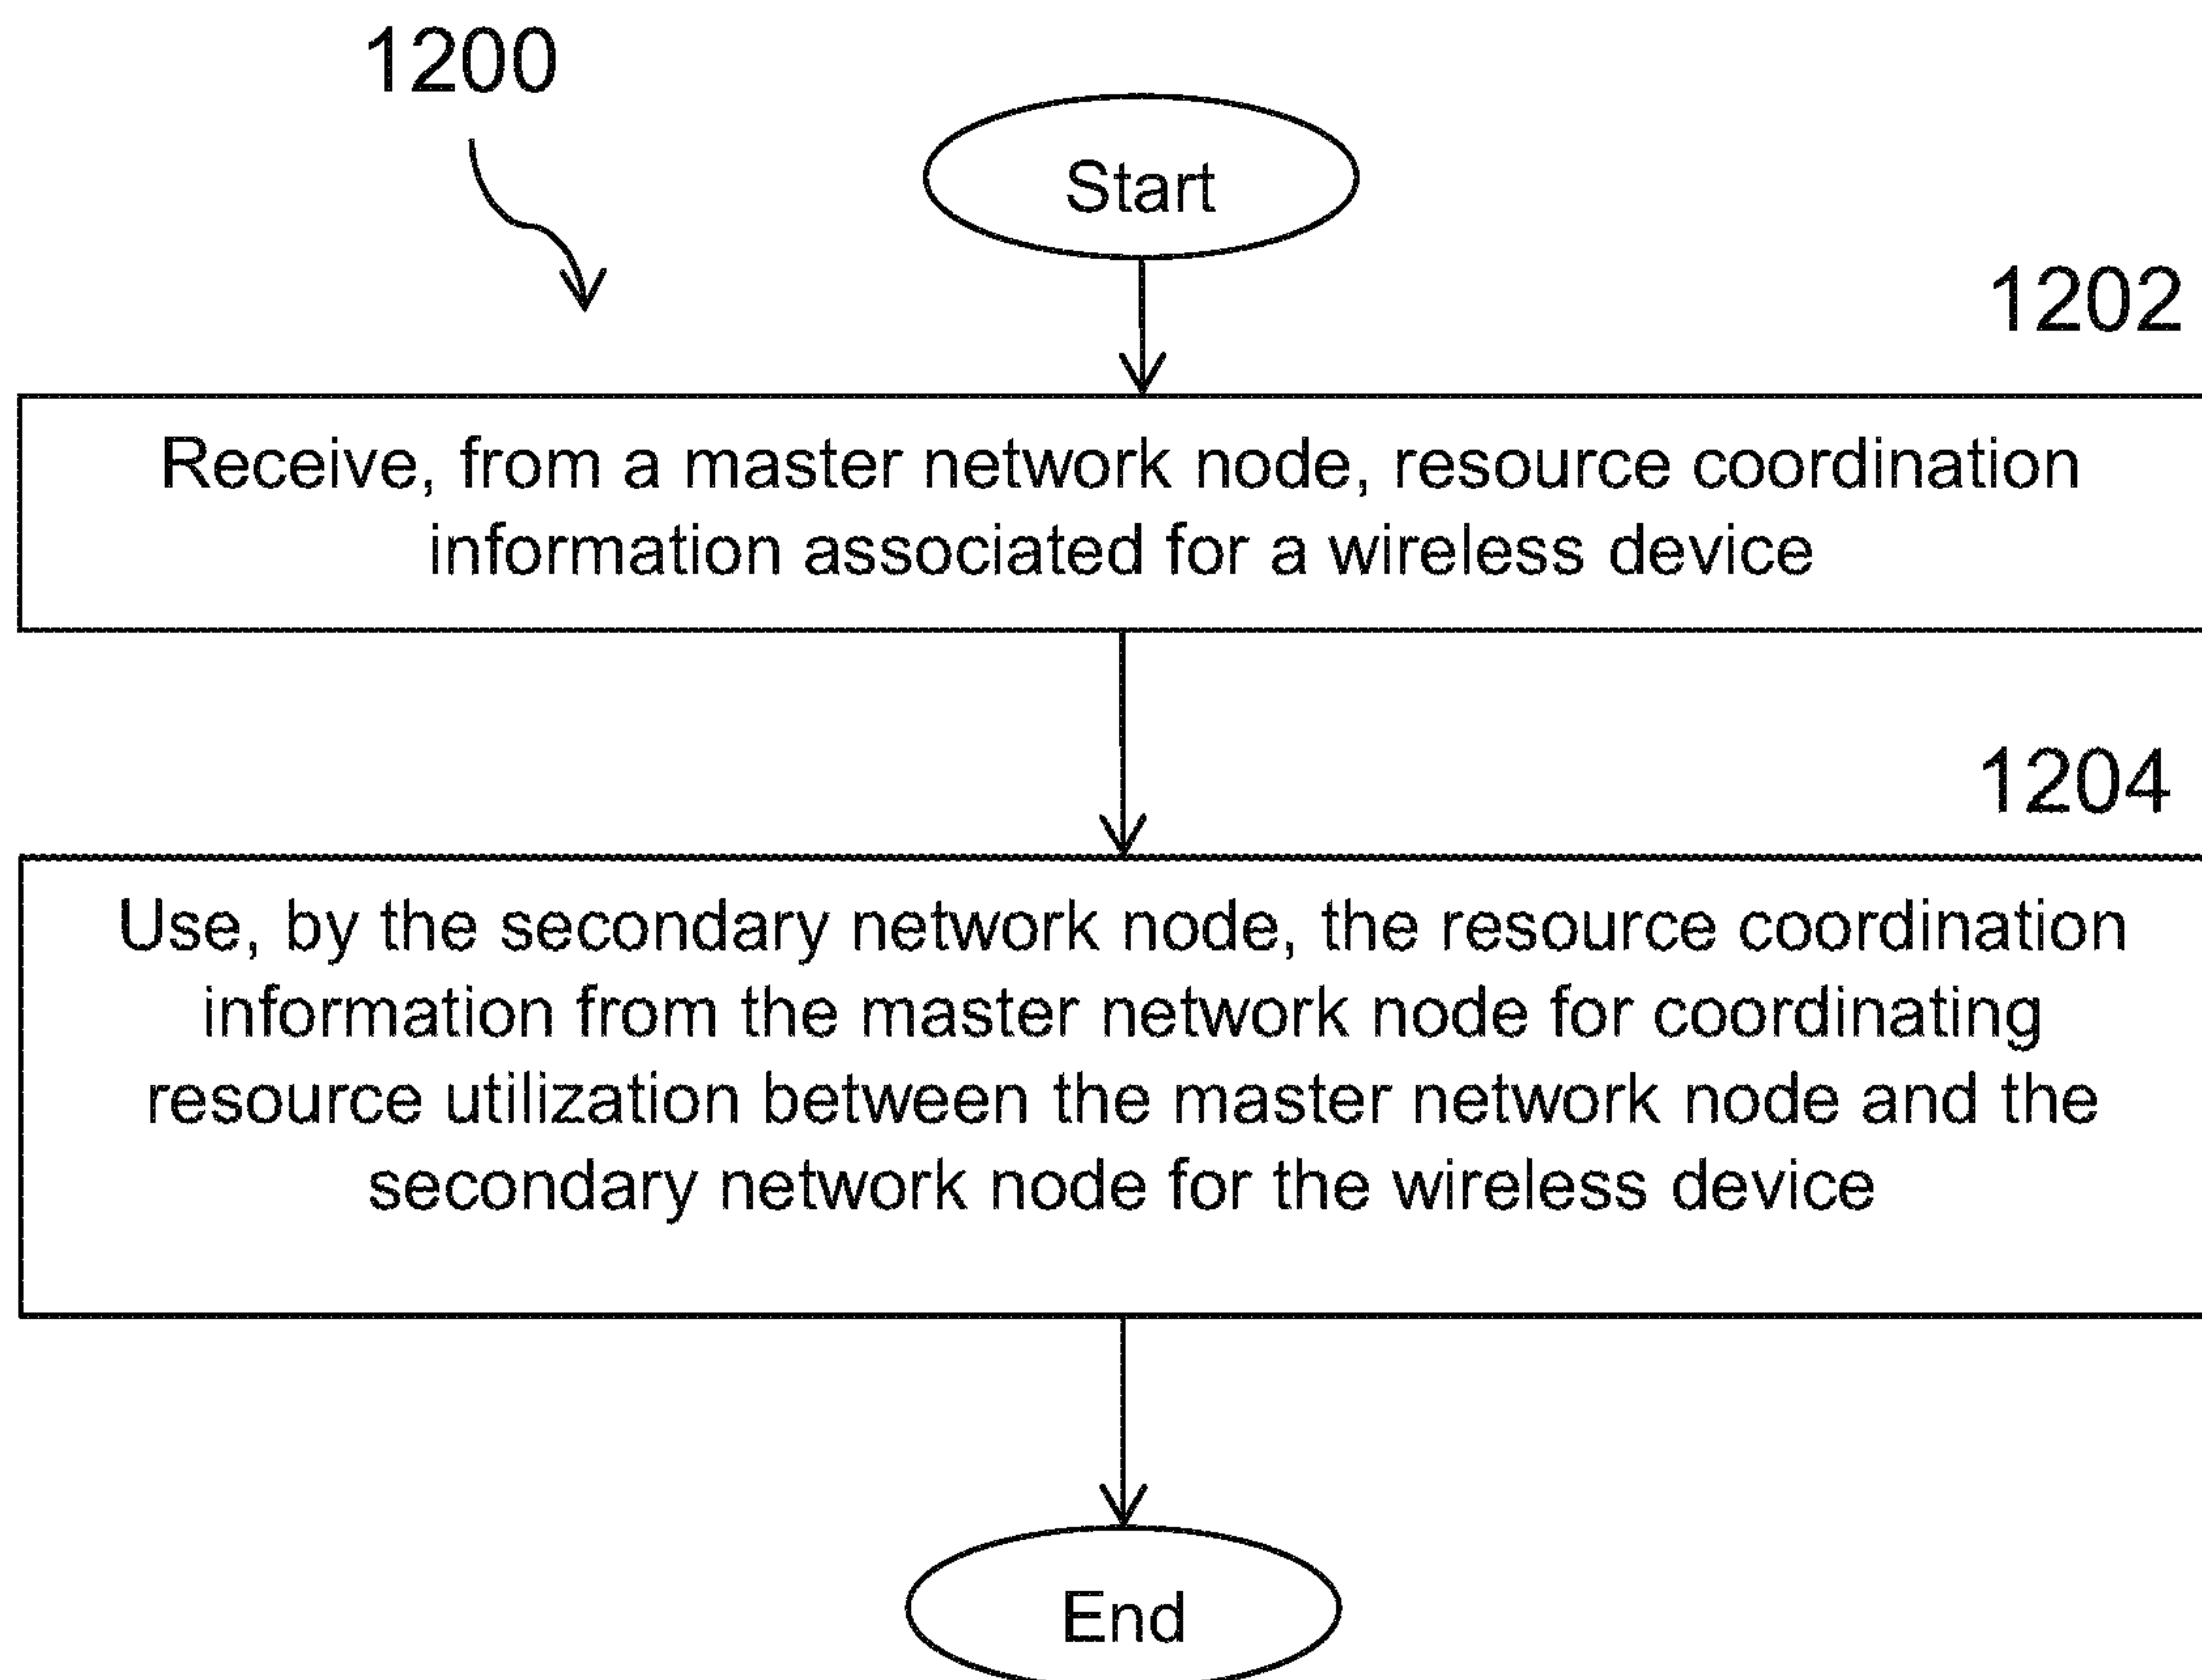 1200
Start
1202
Receive, from a master network node, resource coordination
information associated for a wireless device
1204
Use, by the secondary network node, the resource coordination
information from the master network node for coordinating
resource utilization between the master network node and the
secondary network node for the wireless device
End